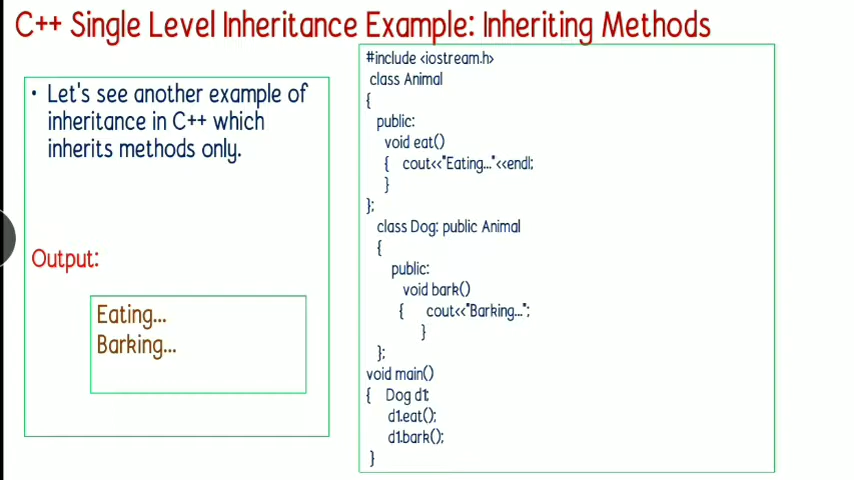 C++ Single Level Inheritance Example: Inheriting Methods
• Let's see another example of
inheritance in C++ which
inherits methods only.
Output:
Eating...
Barking...
#include <iostream.h>
class Animal
{
public:
void eat()
{ cout<<"Eating..."<<endl;
}
};
class Dog: public Animal
{
public:
void bark()
{ cout<<"Barking...";
}
};
void main()
{ Dog d1;
d1.eat();
d1.bark();
}